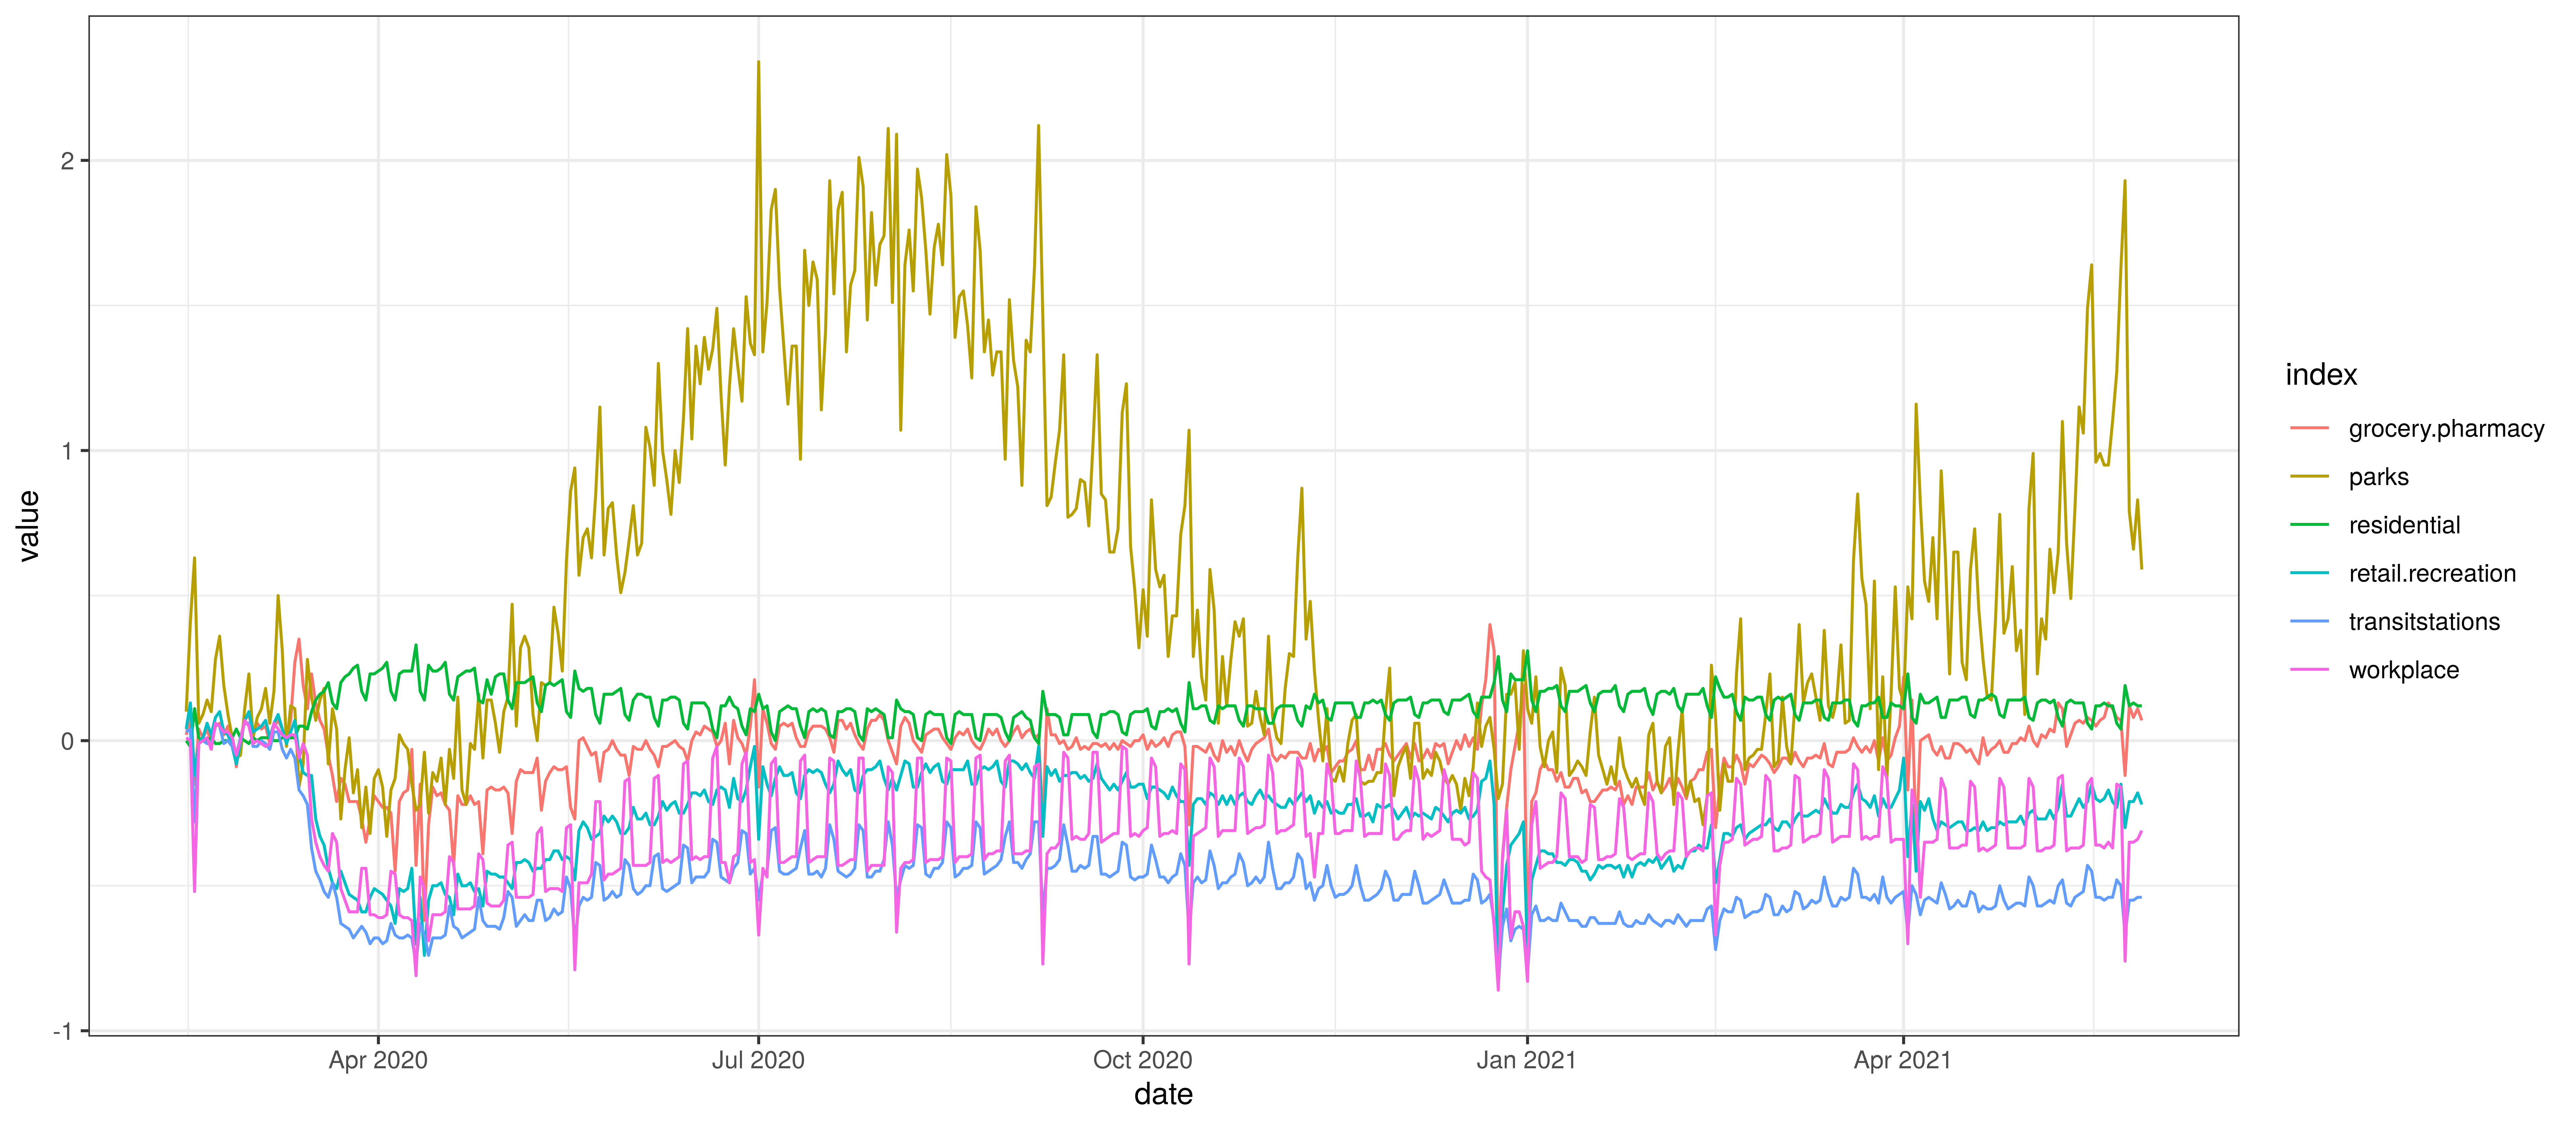 2
1
0
-1
value
Apr 2020
Jul 2020
Oct 2020
Jan 2021
Apr 2021
date
index
grocery.pharmacy
parks
residential
retail.recreation
transitstations
workplace